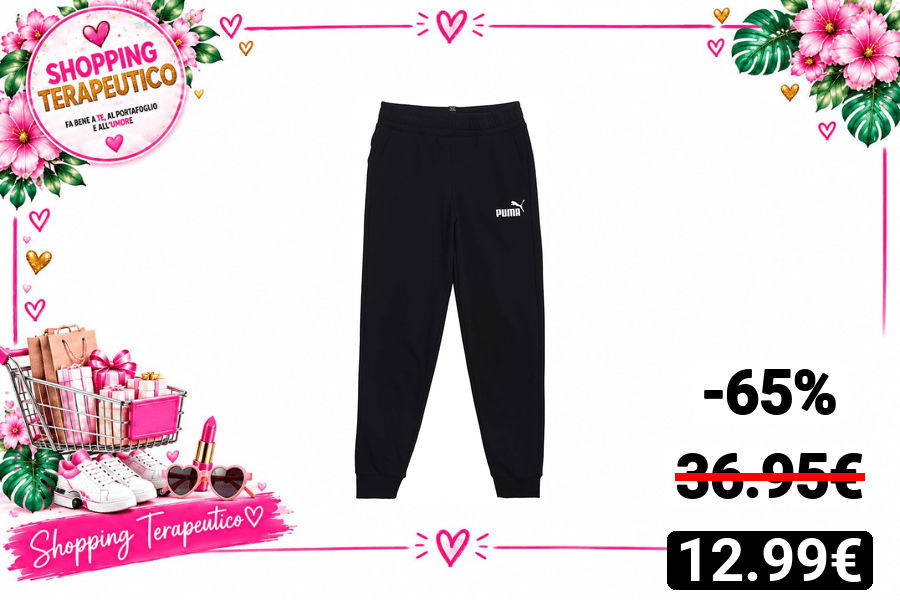 SHOPPING
TERAPEUTICO
FA BENE A TE, AL PORTAFOGLIO
E ALL'UMORE
PUMA
-65%
36.95€
12.99€
Shopping Terapeutico